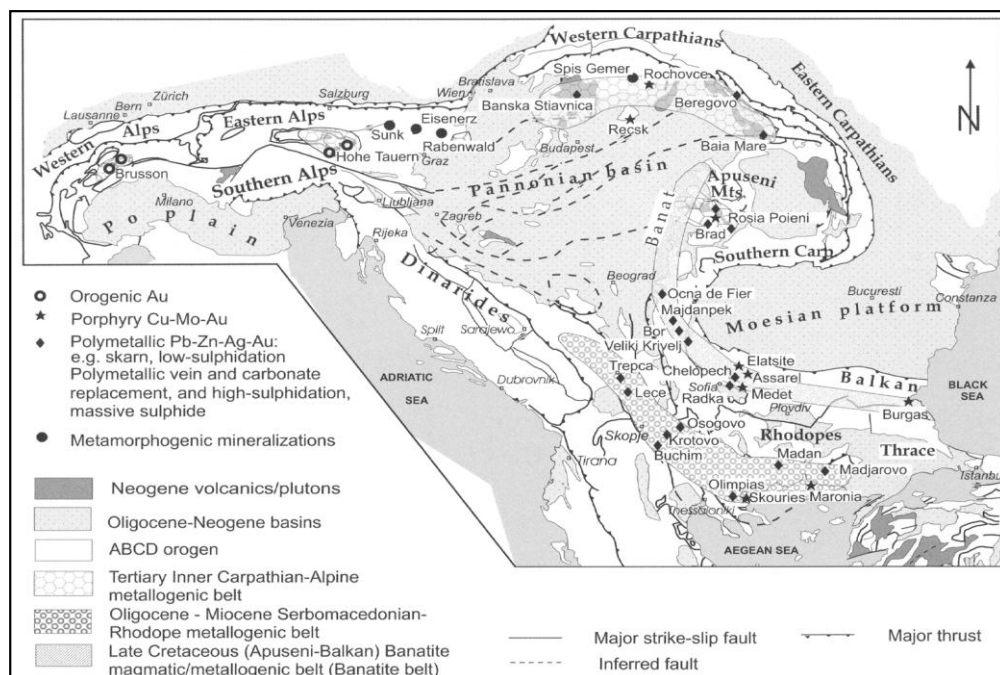 Western Carpathians
Eastern Carpathians
Spis Gemer
Rochovce
Bratislava
Wien
Banska Stiavnica
Beregovo
Zürich
Bern
Lausanne
Salzburg
Western Alps
Eastern Alps
Eisenerz
Sunk
Rabenwald
Graz
Recsk
Budapest
Baia Mare
N
Hohe Tauern
Brusson
Southern Alps
Pannonian basin
Apuseni
Mts
Milano
Po plain
Venezia
Ljubljana
Zagreb
Rijeka
Banat
Rosia Poieni
Brad
Southern Carp
Dinarides
Beograd
Ocna de Fier
Majdanpek
Bor
Veliki Krivelj
Bucuresti
Constanza
Moesian platform
Split
Sarajewo
Dubrovnik
ADRIATIC
SEA
Trepca
Lece
Chelopech
Elatsite
Assarel
Sofia
Radka
Medet
Balkan
BLACK
SEA
Burgas
Plovdiv
Skopje
Osogovo
Krotovo
Buchim
Rhodopes
Thrace
Madan
Madjarovo
Tirana
Olimpias
Skouries
Maronia
Thessaloniki
Istanbul
AEGEAN SEA
Orogenic Au
Porphyry Cu-Mo-Au
Polymetallic Pb-Zn-Ag-Au:
e.g. skarn, low-sulphidation
Polymetallic vein and carbonate
replacement, and high-sulphidation,
massive sulphide
Metamorphogenic mineralizations
Neogene volcanics/plutons
Oligocene-Neogene basins
ABCD orogen
Tertiary Inner Carpathian-Alpine
metallogenic belt
Oligocene - Miocene Serbomacedonian-
Rhodope metallogenic belt
Late Cretaceous (Apuseni-Balkan) Banatite
magmatic/metallogenic belt (Banatite belt)
Major strike-slip fault
Inferred fault
Major thrust